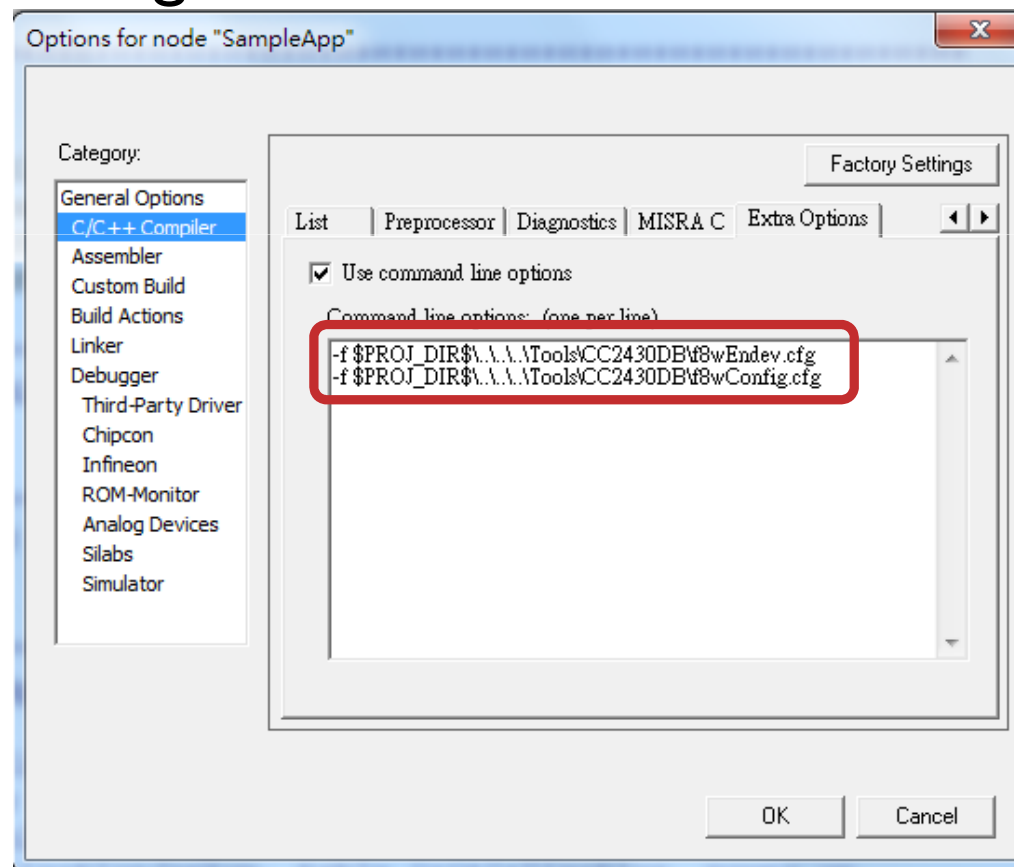 Options for node "SampleApp"
x
Category:
Factory Settings
General Options
C/C++ Compiler
Assembler
Custom Build
Build Actions
Linker
Debugger
Third-Party Driver
Chipcon
Infineon
ROM-Monitor
Analog Devices
Silabs
Simulator
List Preprocessor Diagnostics MISRA C Extra Options
Use command line options
Command line options: (one per line)
-f $PROJ_DIR$\..\..\..\Tools\CC2430DB\f8wEndev.cfg
-f $PROJ_DIR$\..\..\..\Tools\CC2430DB\f8wConfig.cfg
OK Cancel